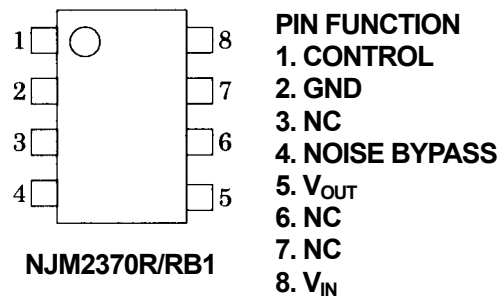 1
2
3
4
8
7
6
5
NJM2370R/RB1
PIN FUNCTION
1. CONTROL
2. GND
3. NC
4. NOISE BYPASS
5. VOUT
6. NC
7. NC
8. VIN